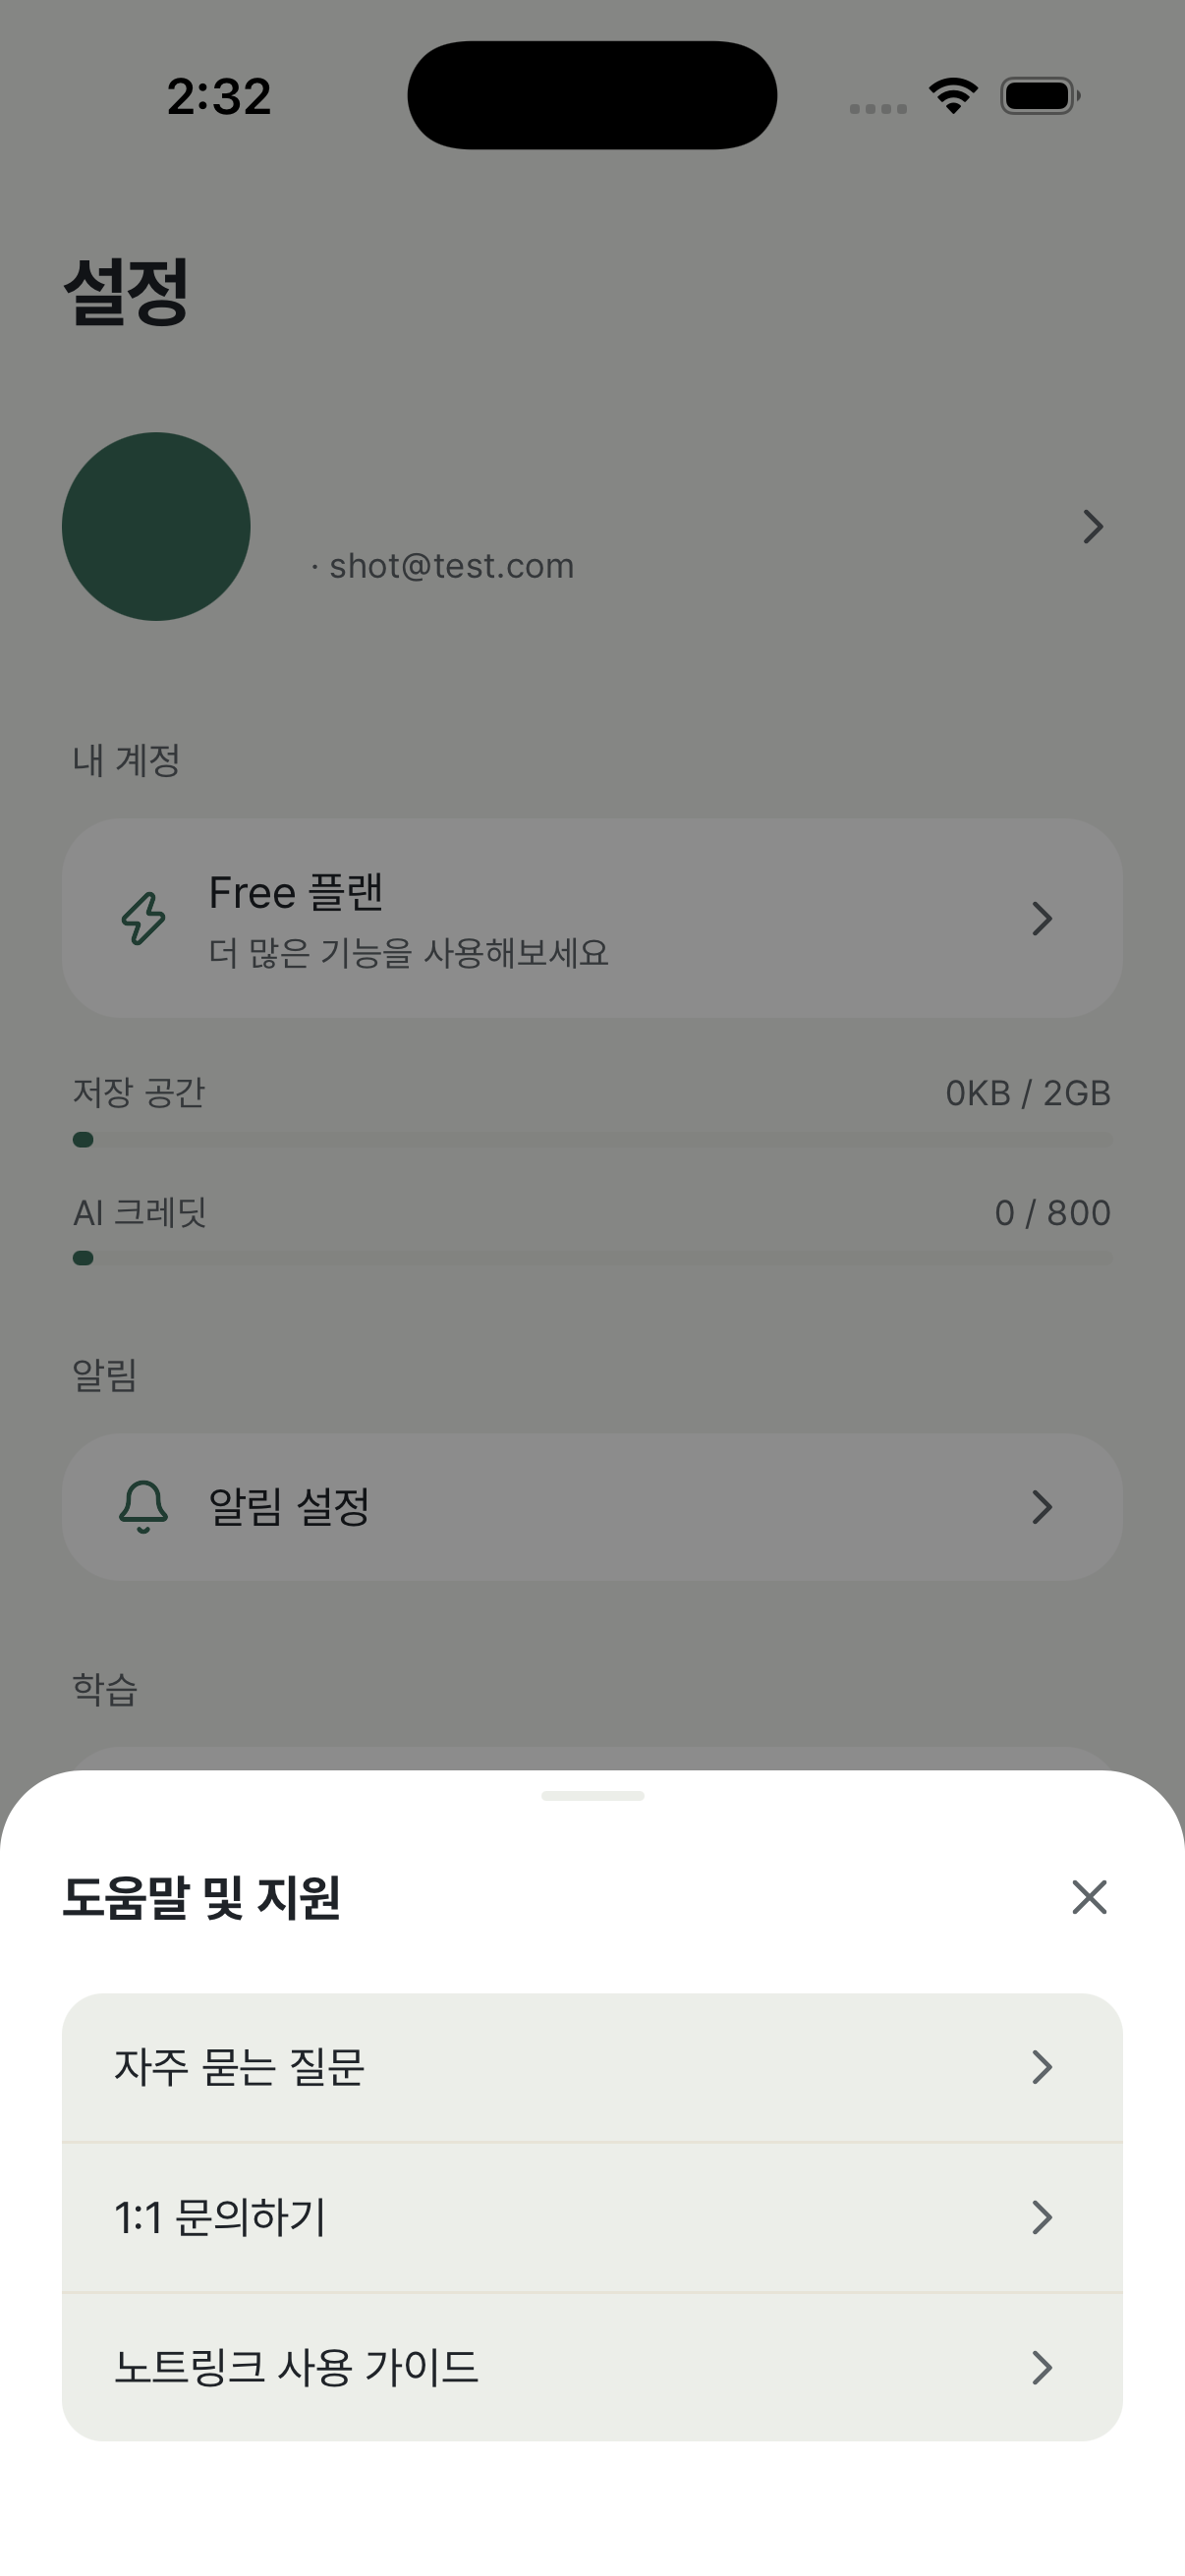 2:32
설정
· shot@test.com
내 계정
Free 플랜
더 많은 기능을 사용해보세요
저장 공간 0KB / 2GB
AI 크레딧 0 / 800
알림
알림 설정
학습
도움말 및 지원
자주 묻는 질문
1:1 문의하기
노트링크 사용 가이드